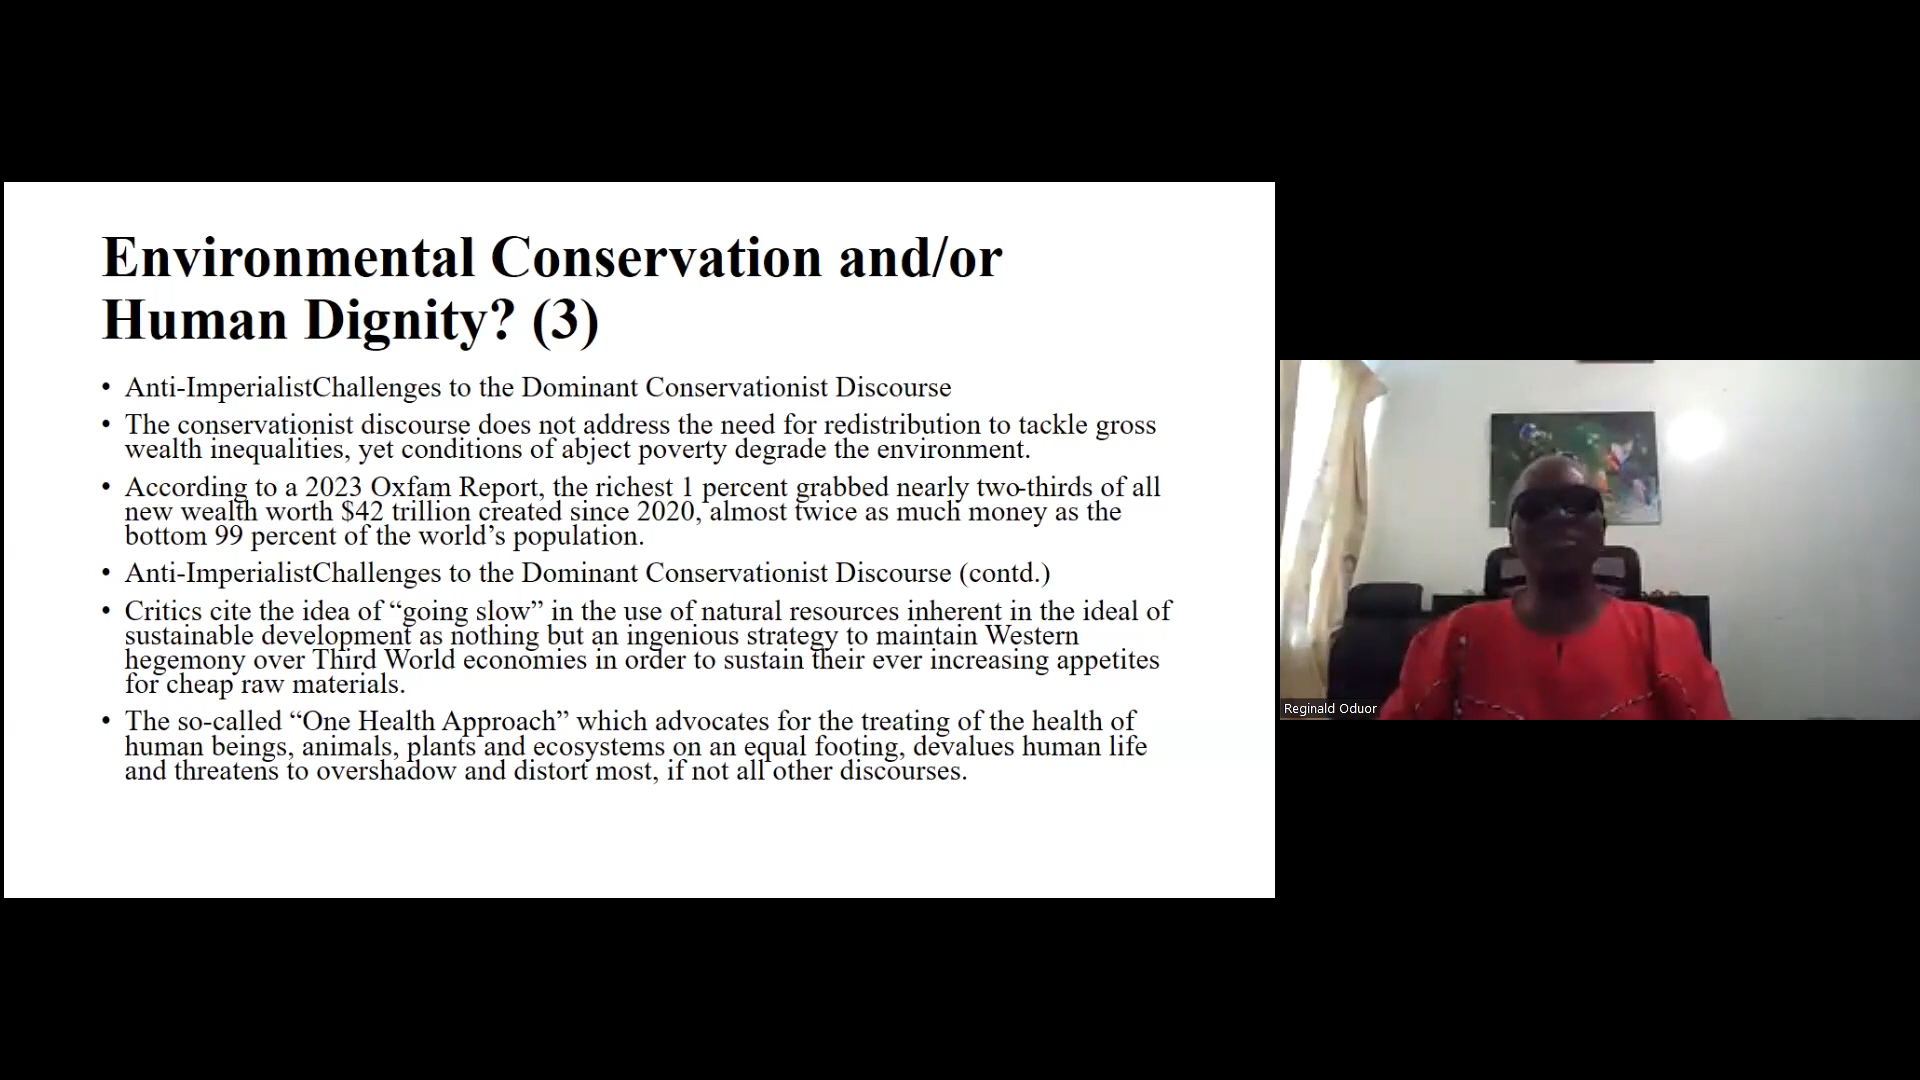 Environmental Conservation and/or
Human Dignity? (3)
• Anti-ImperialistChallenges to the Dominant Conservationist Discourse
• The conservationist discourse does not address the need for redistribution to tackle gross
wealth inequalities, yet conditions of abject poverty degrade the environment.
• According to a 2023 Oxfam Report, the richest 1 percent grabbed nearly two-thirds of all
new wealth worth $42 trillion created since 2020, almost twice as much money as the
bottom 99 percent of the world’s population.
• Anti-ImperialistChallenges to the Dominant Conservationist Discourse (contd.)
• Critics cite the idea of “going slow” in the use of natural resources inherent in the ideal of
sustainable development as nothing but an ingenious strategy to maintain Western
hegemony over Third World economies in order to sustain their ever increasing appetites
for cheap raw materials.
• The so-called “One Health Approach” which advocates for the treating of the health of
human beings, animals, plants and ecosystems on an equal footing, devalues human life
and threatens to overshadow and distort most, if not all other discourses.
Reginald Oduor